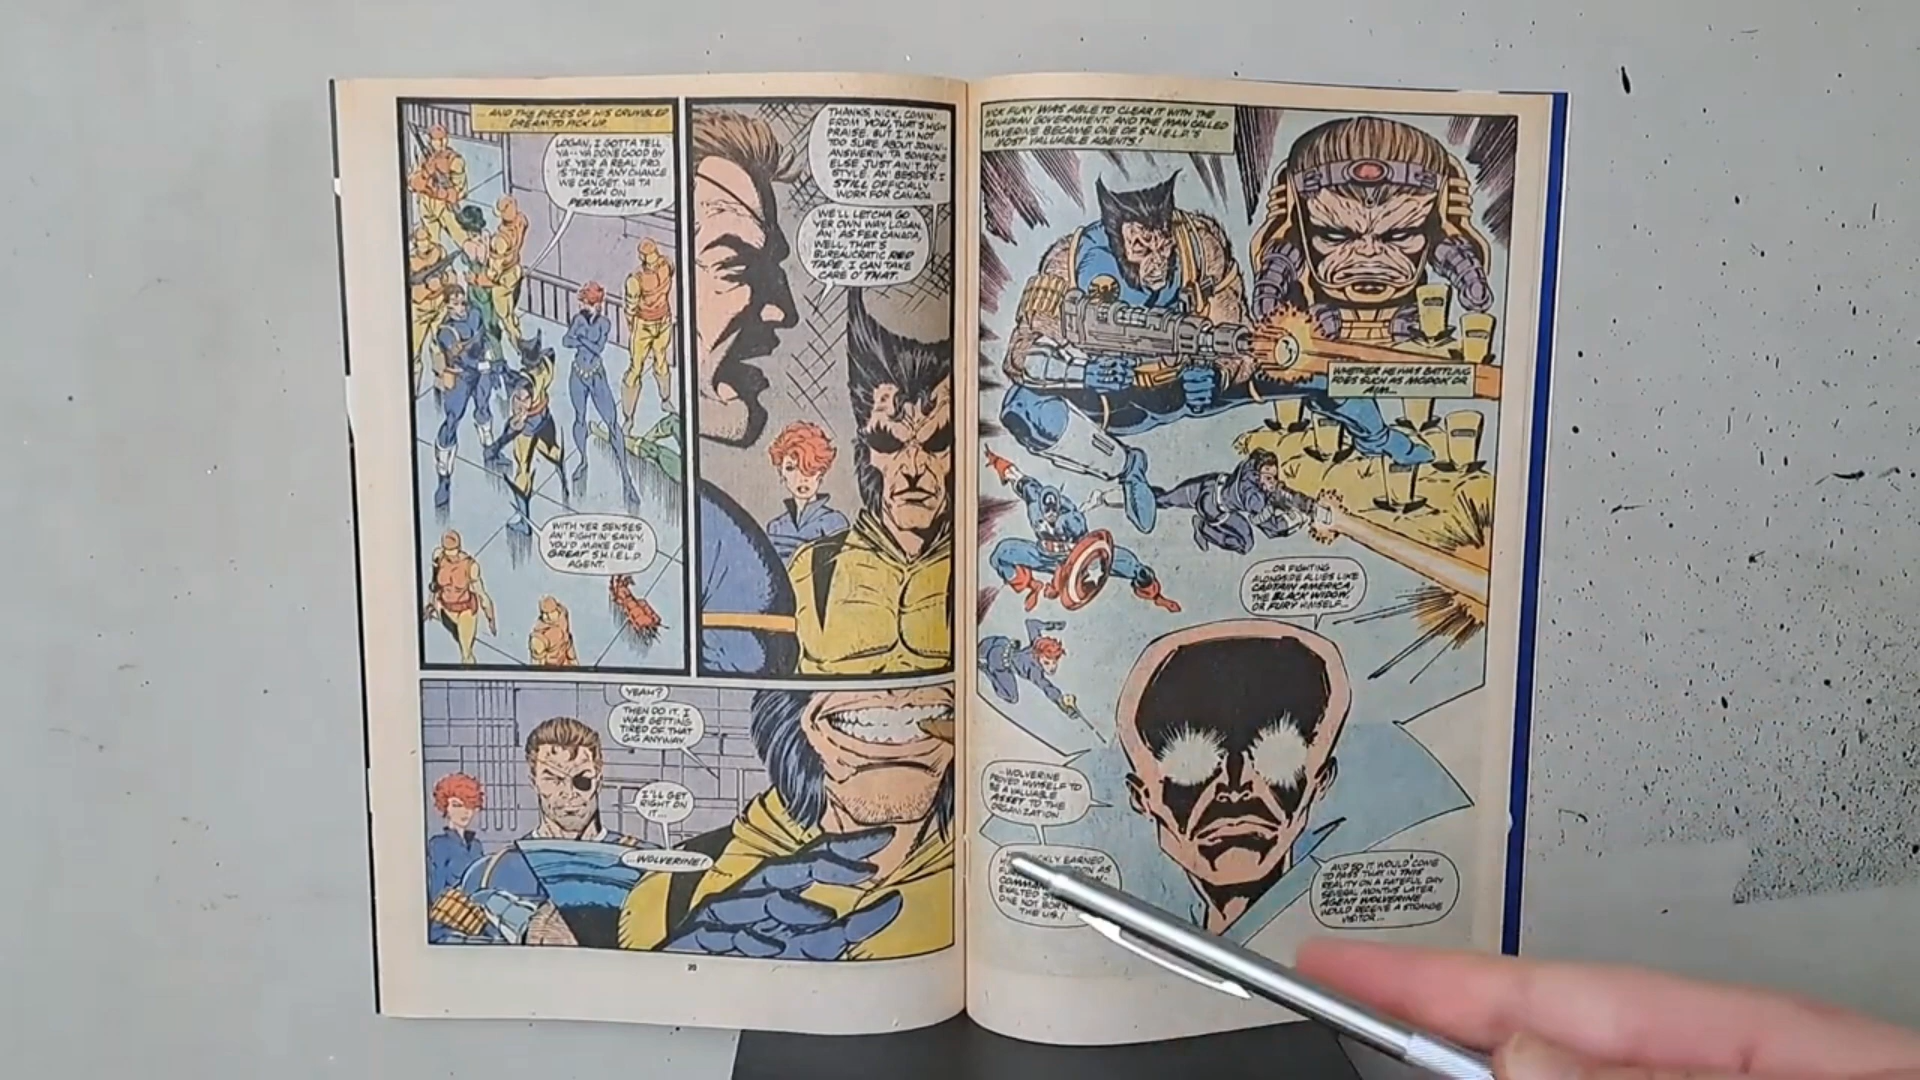 ...AND THE PIECES OF HIS CRUMBLED
DREAM TO PICK UP.
LOGAN, I GOTTA TELL
YA--YA DONE GOOD BY
US. YER A REAL PRO.
IS THERE ANY CHANCE
WE CAN GET YA TA
SIGN ON
PERMANENTLY?
WITH YER SENSES
AN' FIGHTIN' SAVVY,
YOU'D MAKE ONE
GREAT S.H.I.E.L.D.
AGENT.
THANKS, NICK. COMIN'
FROM YOU, THAT'S HIGH
PRAISE. BUT I'M NOT
TOO SURE ABOUT JOININ'--
ANSWERIN' TA SOMEONE
ELSE JUST AIN'T MY
STYLE. AN' BESIDES, I
STILL OFFICIALLY
WORK FOR CANADA.
WE'LL LETCHA GO
YER OWN WAY, LOGAN.
AN' AS FER CANADA,
WELL, THAT'S
BUREAUCRATIC RED
TAPE. I CAN TAKE
CARE O' THAT.
YEAH?
THEN DO IT. I
WAS GETTING
TIRED OF THAT
GIG ANYWAY.
I'LL GET
RIGHT ON
IT...
...WOLVERINE!
20
NICK FURY WAS ABLE TO CLEAR IT WITH THE
CANADIAN GOVERNMENT. AND THE MAN CALLED
WOLVERINE BECAME ONE OF S.H.I.E.L.D.'S
MOST VALUABLE AGENTS!
WHETHER HE WAS BATTLING
FOES SUCH AS MODOK OR
AIM...
...OR FIGHTING
ALONGSIDE ALLIES LIKE
CAPTAIN AMERICA,
THE BLACK WIDOW,
OR FURY HIMSELF...
...WOLVERINE
PROVED HIMSELF TO
BE A VALUABLE
ASSET TO THE
ORGANIZATION.
EARNED
AS
EXALTED
ONE NOT BORN
THE U.S.!
AND SO IT WOULD COME
TO PASS THAT IN THIS
REALITY ON A FATEFUL DAY
SEVERAL MONTHS LATER,
AGENT WOLVERINE
WOULD RECEIVE A STRANGE
VISITOR...